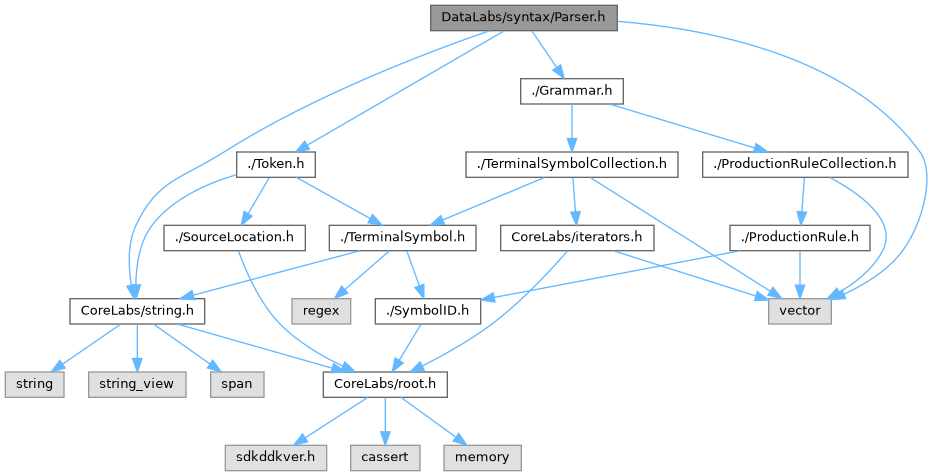 DataLabs/syntax/Parser.h
./Grammar.h
./Token.h
./TerminalSymbolCollection.h
./ProductionRuleCollection.h
./SourceLocation.h
./TerminalSymbol.h
CoreLabs/iterators.h
./ProductionRule.h
CoreLabs/string.h
regex
./SymbolID.h
vector
string
string_view
span
CoreLabs/root.h
sdkddkver.h
cassert
memory